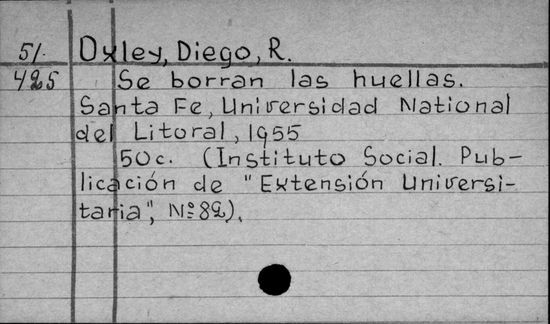 51. Oxley, Diego, R.
425 Se borran las huellas.
Santa Fe, Universidad National
del Litoral, 1955
50c. (Instituto Social. Pub-
licación de "Extensión Universi-
taria", Nº 82).